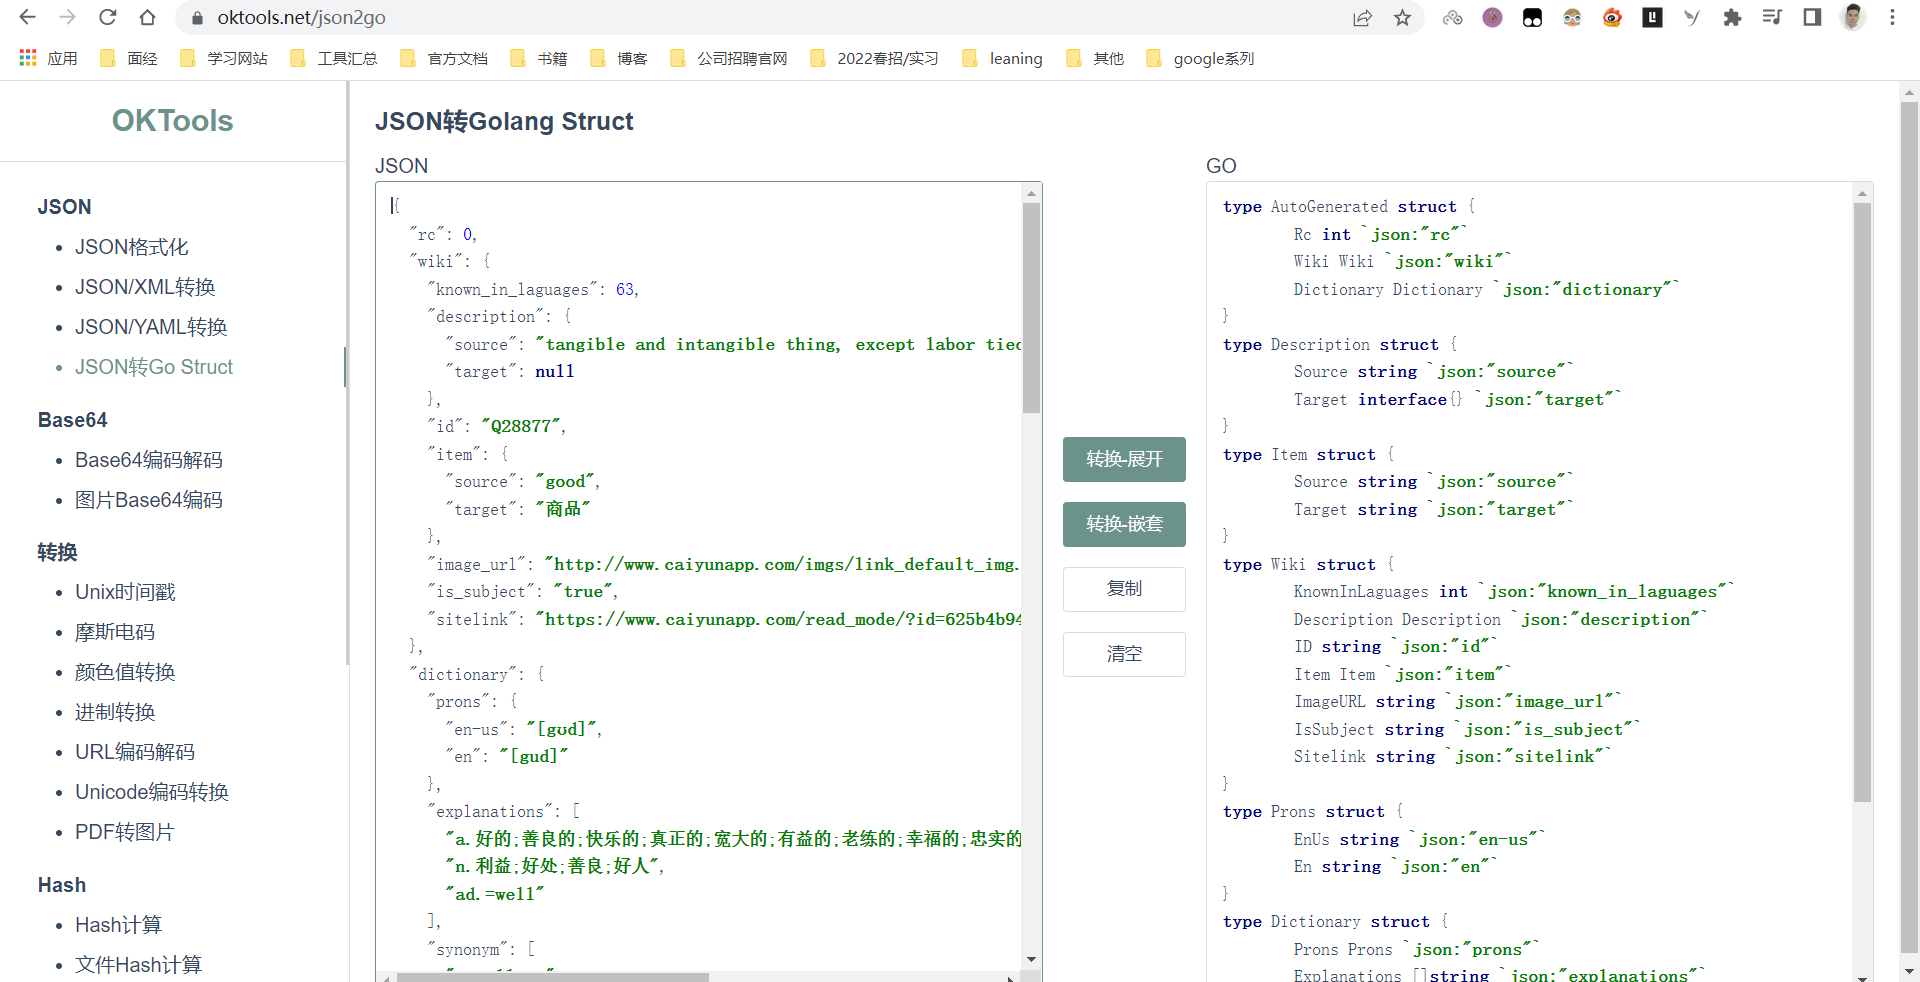 oktools.net/json2go
应用 面经 学习网站 工具汇总 官方文档 书籍 博客 公司招聘官网 2022春招/实习 leaning 其他 google系列
OKTools
JSON
JSON格式化
JSON/XML转换
JSON/YAML转换
JSON转Go Struct
Base64
Base64编码解码
图片Base64编码
转换
Unix时间戳
摩斯电码
颜色值转换
进制转换
URL编码解码
Unicode编码转换
PDF转图片
Hash
Hash计算
文件Hash计算
JSON转Golang Struct
JSON
{
"rc": 0,
"wiki": {
"known_in_laguages": 63,
"description": {
"source": "tangible and intangible thing, except labor tied
"target": null
},
"id": "Q28877",
"item": {
"source": "good",
"target": "商品"
},
"image_url": "http://www.caiyunapp.com/imgs/link_default_img.
"is_subject": "true",
"sitelink": "https://www.caiyunapp.com/read_mode/?id=625b4b94
},
"dictionary": {
"prons": {
"en-us": "[gʊd]",
"en": "[gud]"
},
"explanations": [
"a.好的;善良的;快乐的;真正的;宽大的;有益的;老练的;幸福的;忠实的
"n.利益;好处;善良;好人",
"ad.=well"
],
"synonym": [
转换-展开
转换-嵌套
复制
清空
GO
type AutoGenerated struct {
Rc int `json:"rc"`
Wiki Wiki `json:"wiki"`
Dictionary Dictionary `json:"dictionary"`
}
type Description struct {
Source string `json:"source"`
Target interface{} `json:"target"`
}
type Item struct {
Source string `json:"source"`
Target string `json:"target"`
}
type Wiki struct {
KnownInLaguages int `json:"known_in_laguages"`
Description Description `json:"description"`
ID string `json:"id"`
Item Item `json:"item"`
ImageURL string `json:"image_url"`
IsSubject string `json:"is_subject"`
Sitelink string `json:"sitelink"`
}
type Prons struct {
EnUs string `json:"en-us"`
En string `json:"en"`
}
type Dictionary struct {
Prons Prons `json:"prons"`
Explanations []string `json:"explanations"`